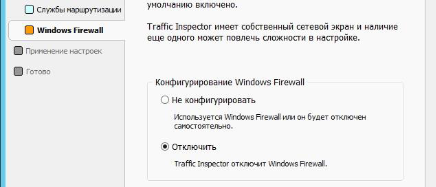 Службы маршрутизации
Windows Firewall
Применение настроек
Готово
умолчанию включено.
Traffic Inspector имеет собственный сетевой экран и наличие
еще одного может повлечь сложности в настройке.
Конфигурирование Windows Firewall
Не конфигурировать
Используется Windows Firewall или он будет отключен
самостоятельно.
Отключить
Traffic Inspector отключит Windows Firewall.